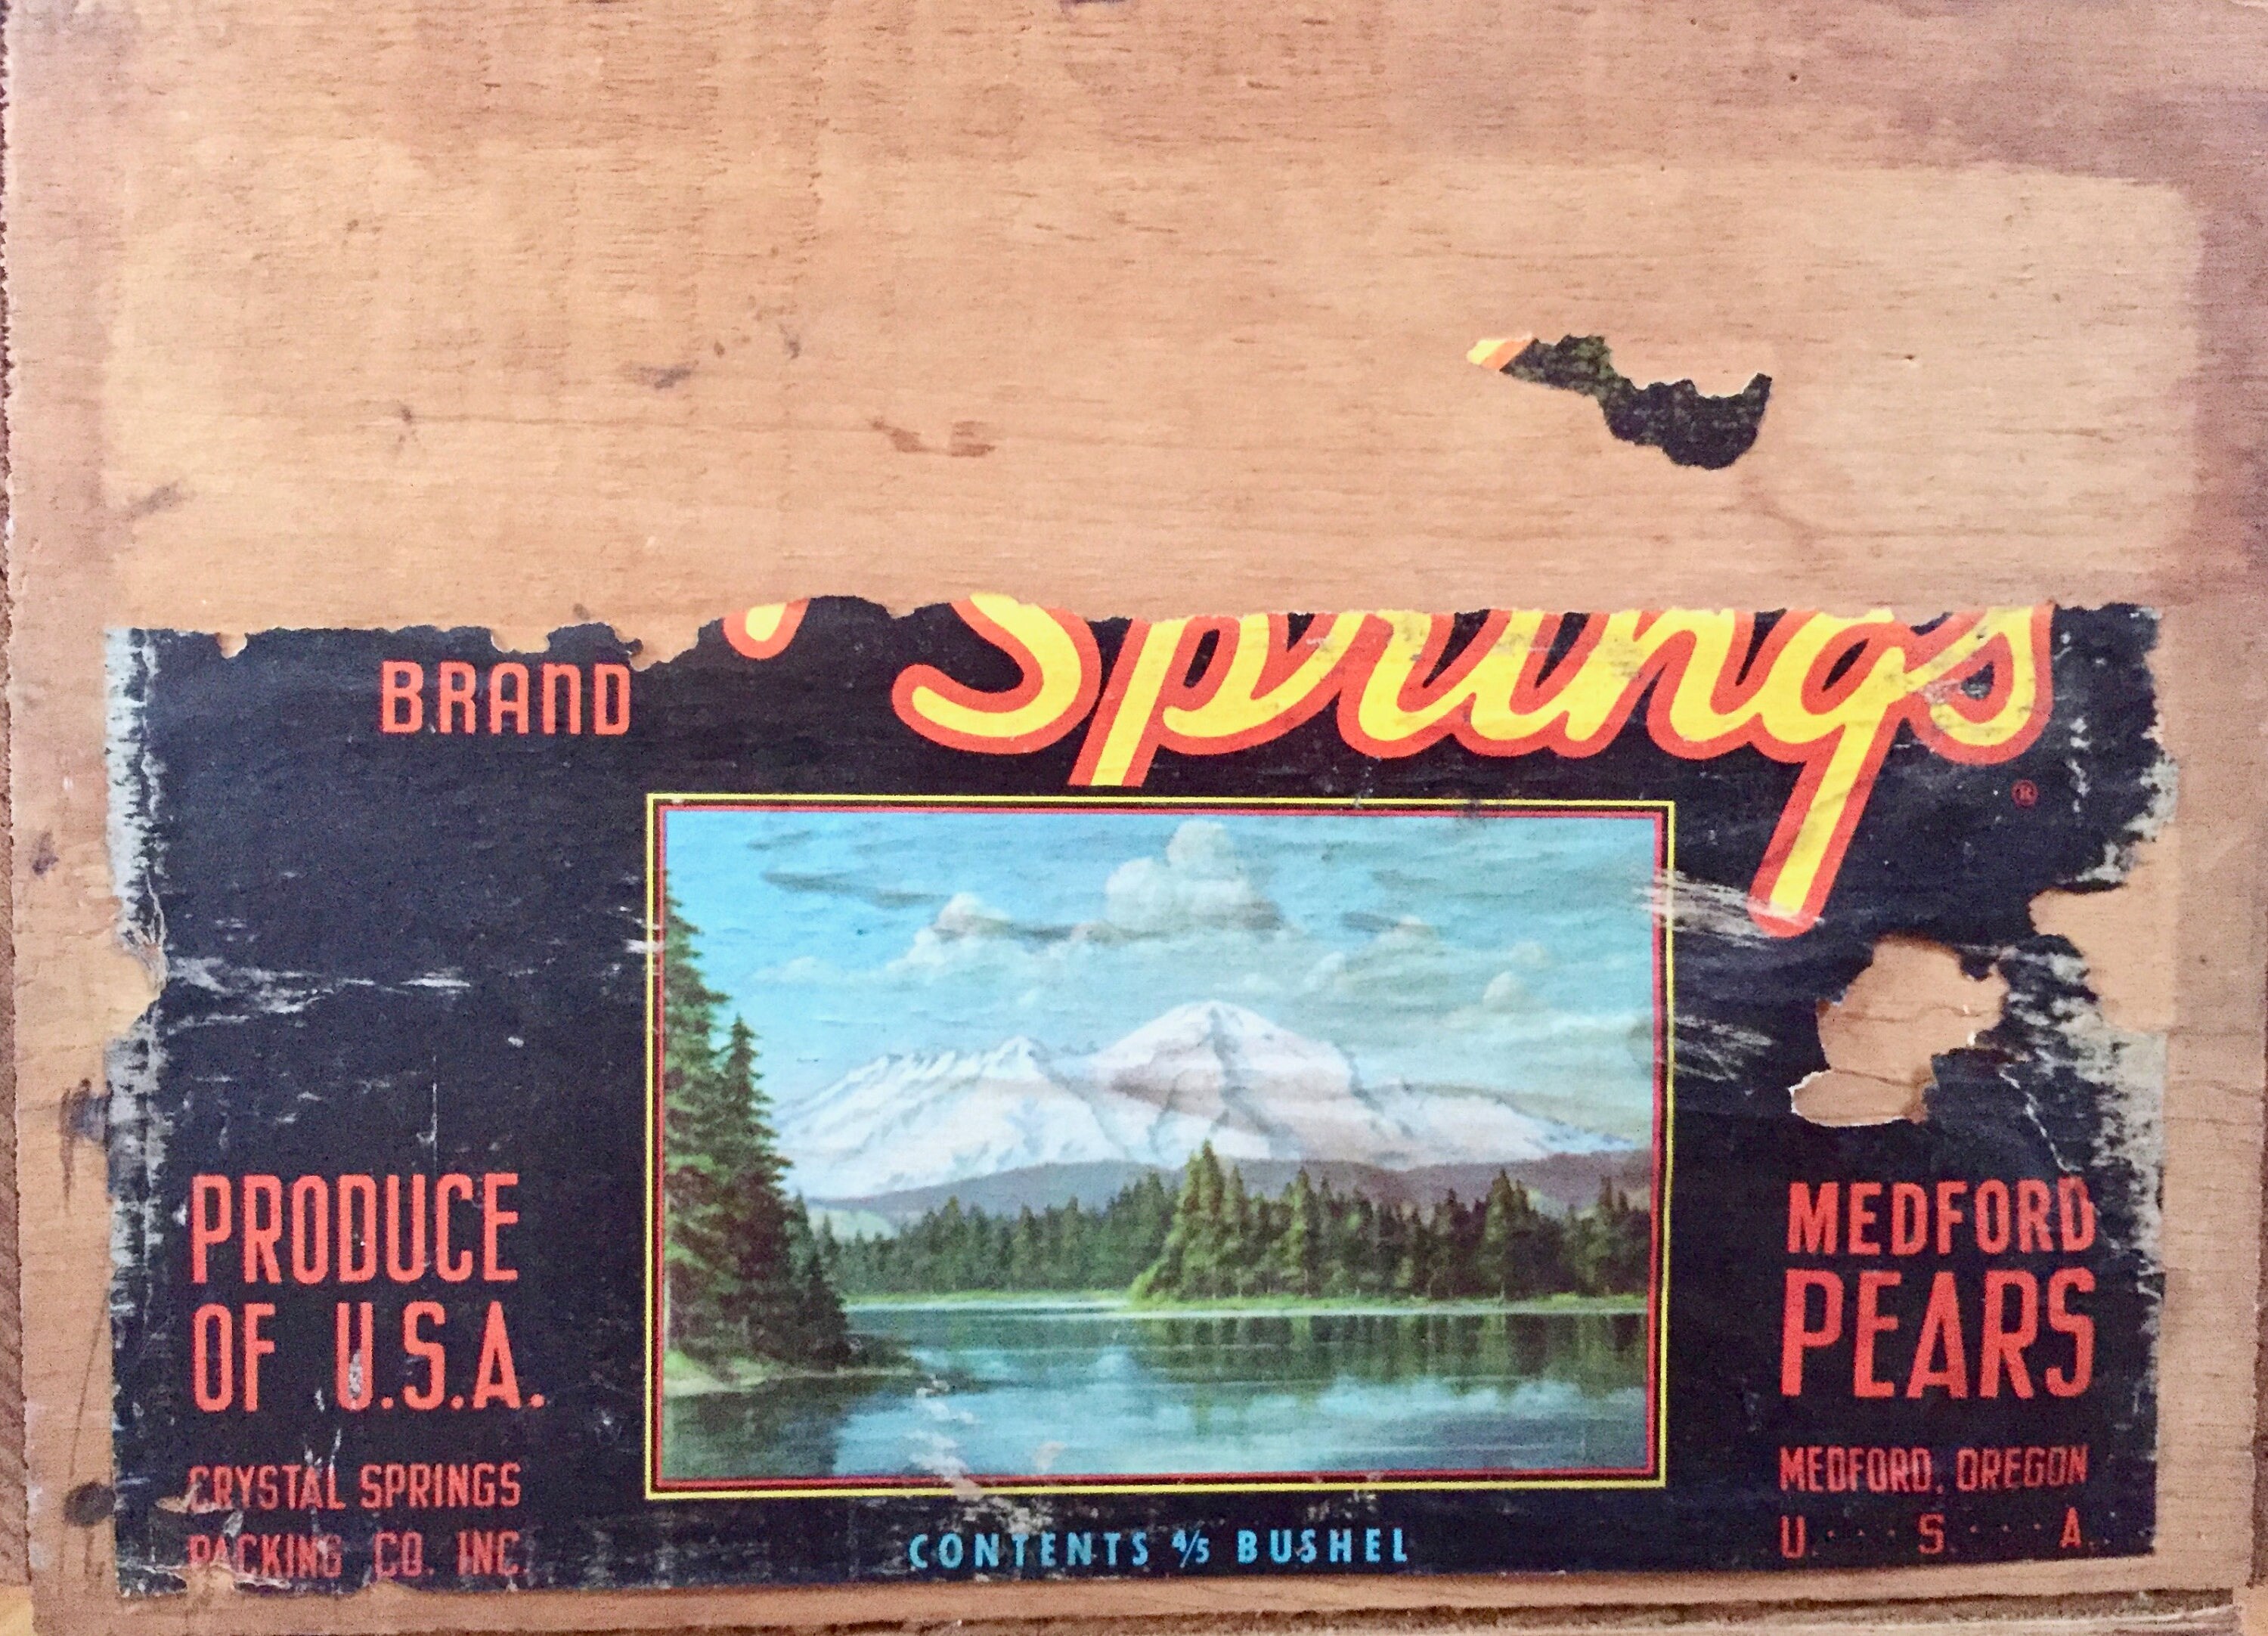 Springs
BRAND
®
PRODUCE
OF U.S.A.
CRYSTAL SPRINGS
PACKING CO. INC.
CONTENTS 4/5 BUSHEL
MEDFORD
PEARS
MEDFORD, OREGON
U · · · S. · · · A.